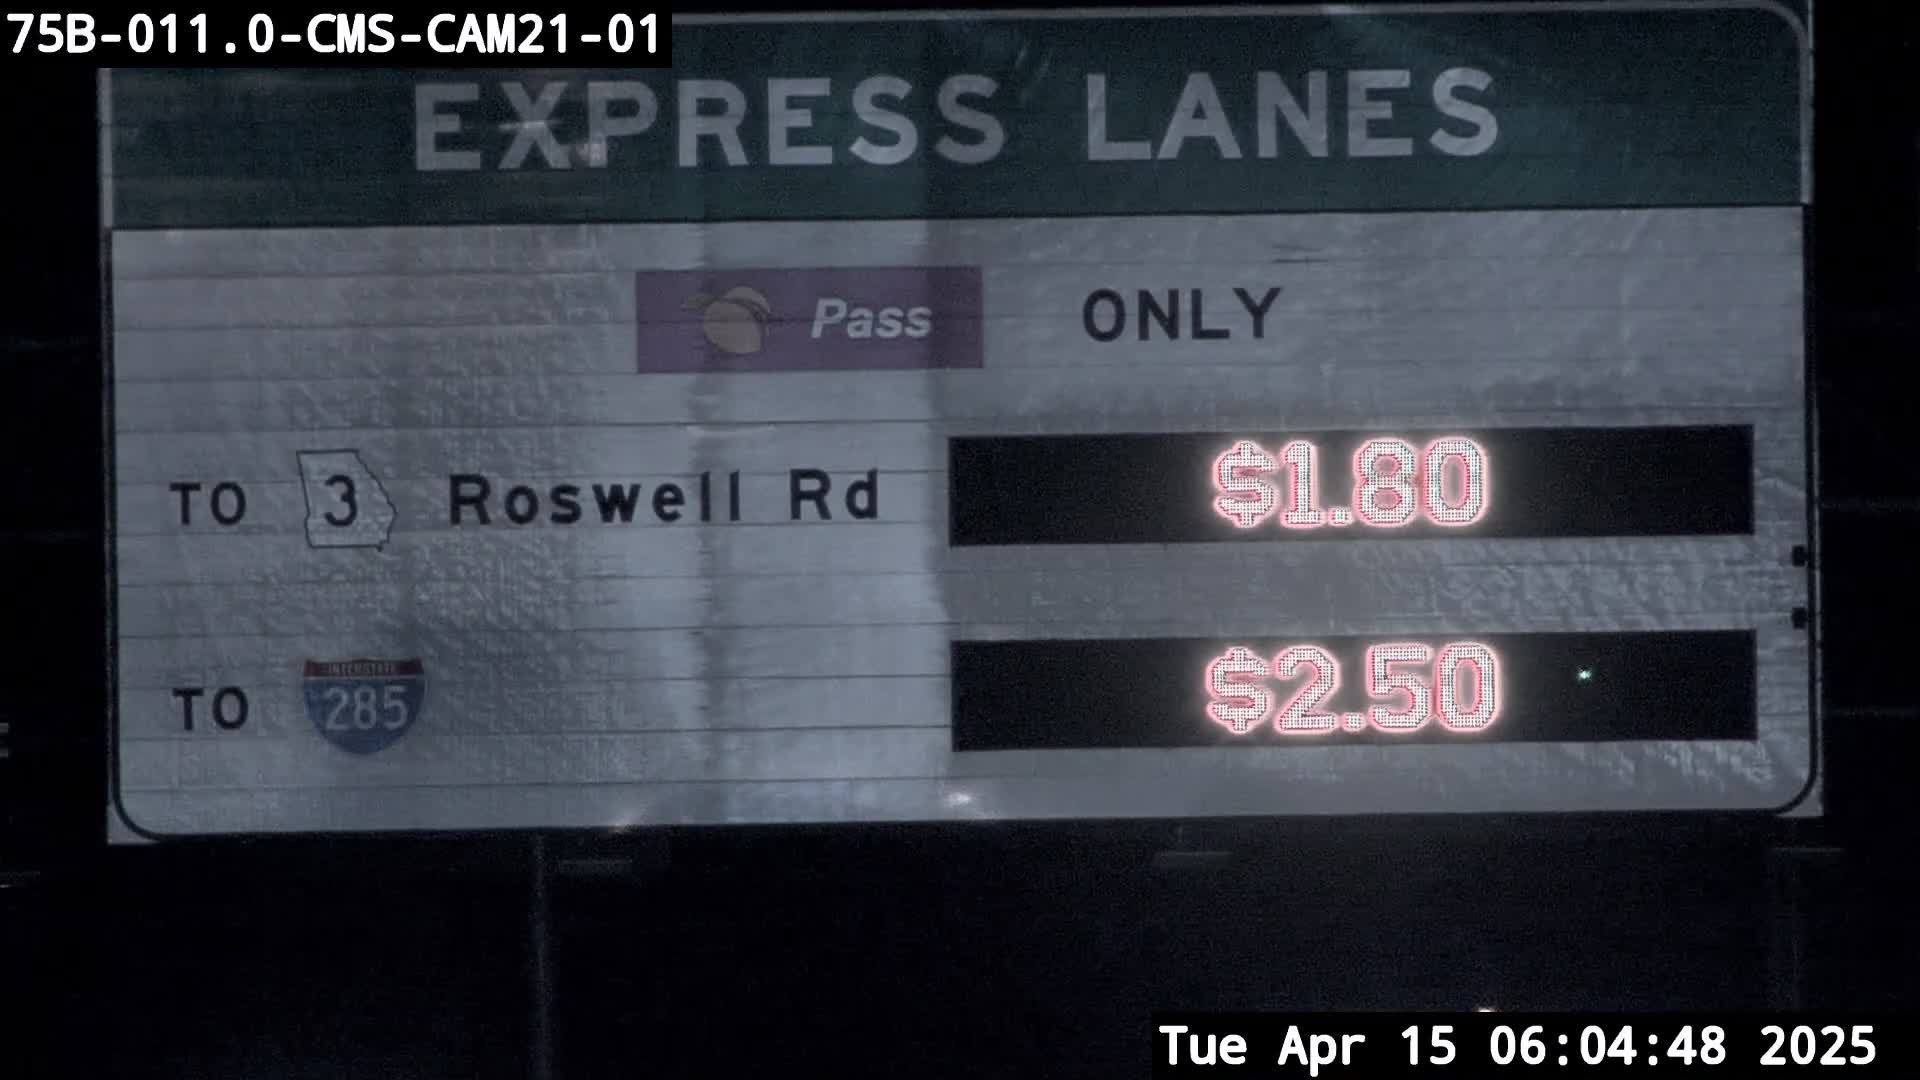 75B-011.0-CMS-CAM21-01
EXPRESS LANES
Pass ONLY
TO 3 Roswell Rd $1.80
TO INTERSTATE 285 $2.50
Tue Apr 15 06:04:48 2025